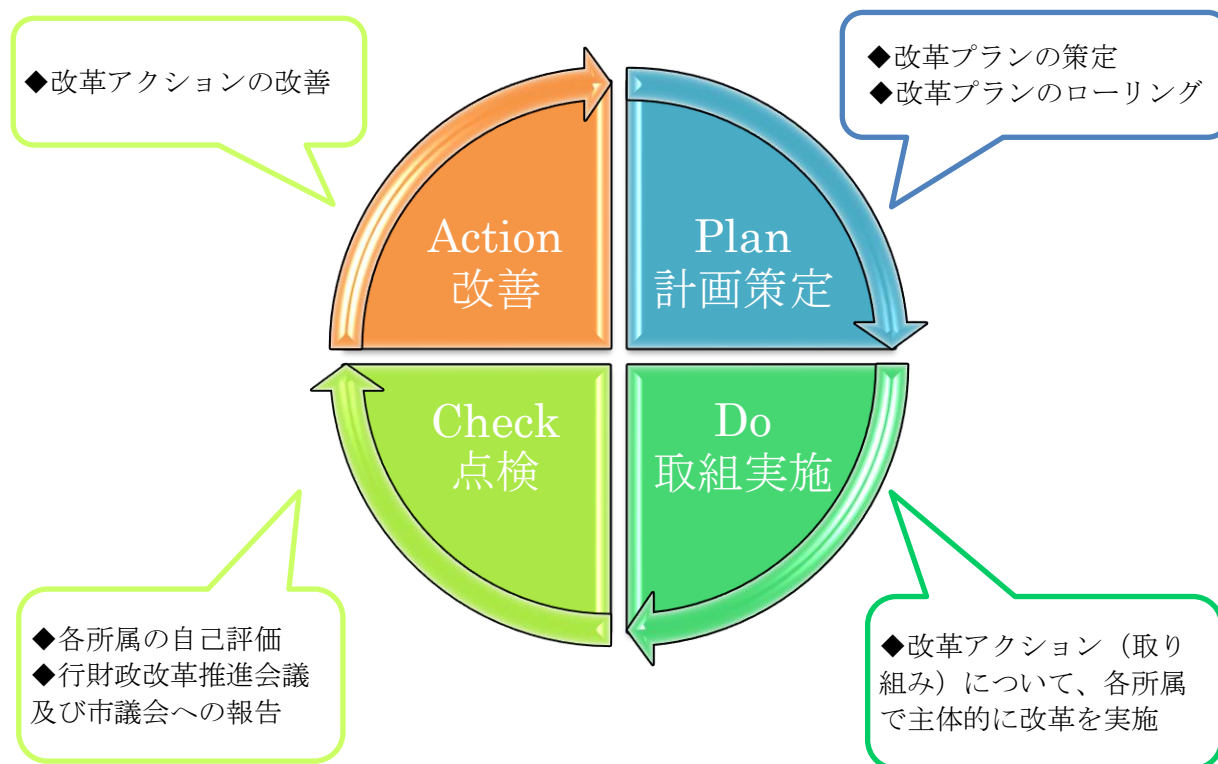 ◆改革アクションの改善
◆改革プランの策定
◆改革プランのローリング
Action
改善
Plan
計画策定
Check
点検
Do
取組実施
◆各所属の自己評価
◆行財政改革推進会議
及び市議会への報告
◆改革アクション（取り
組み）について、各所属
で主体的に改革を実施